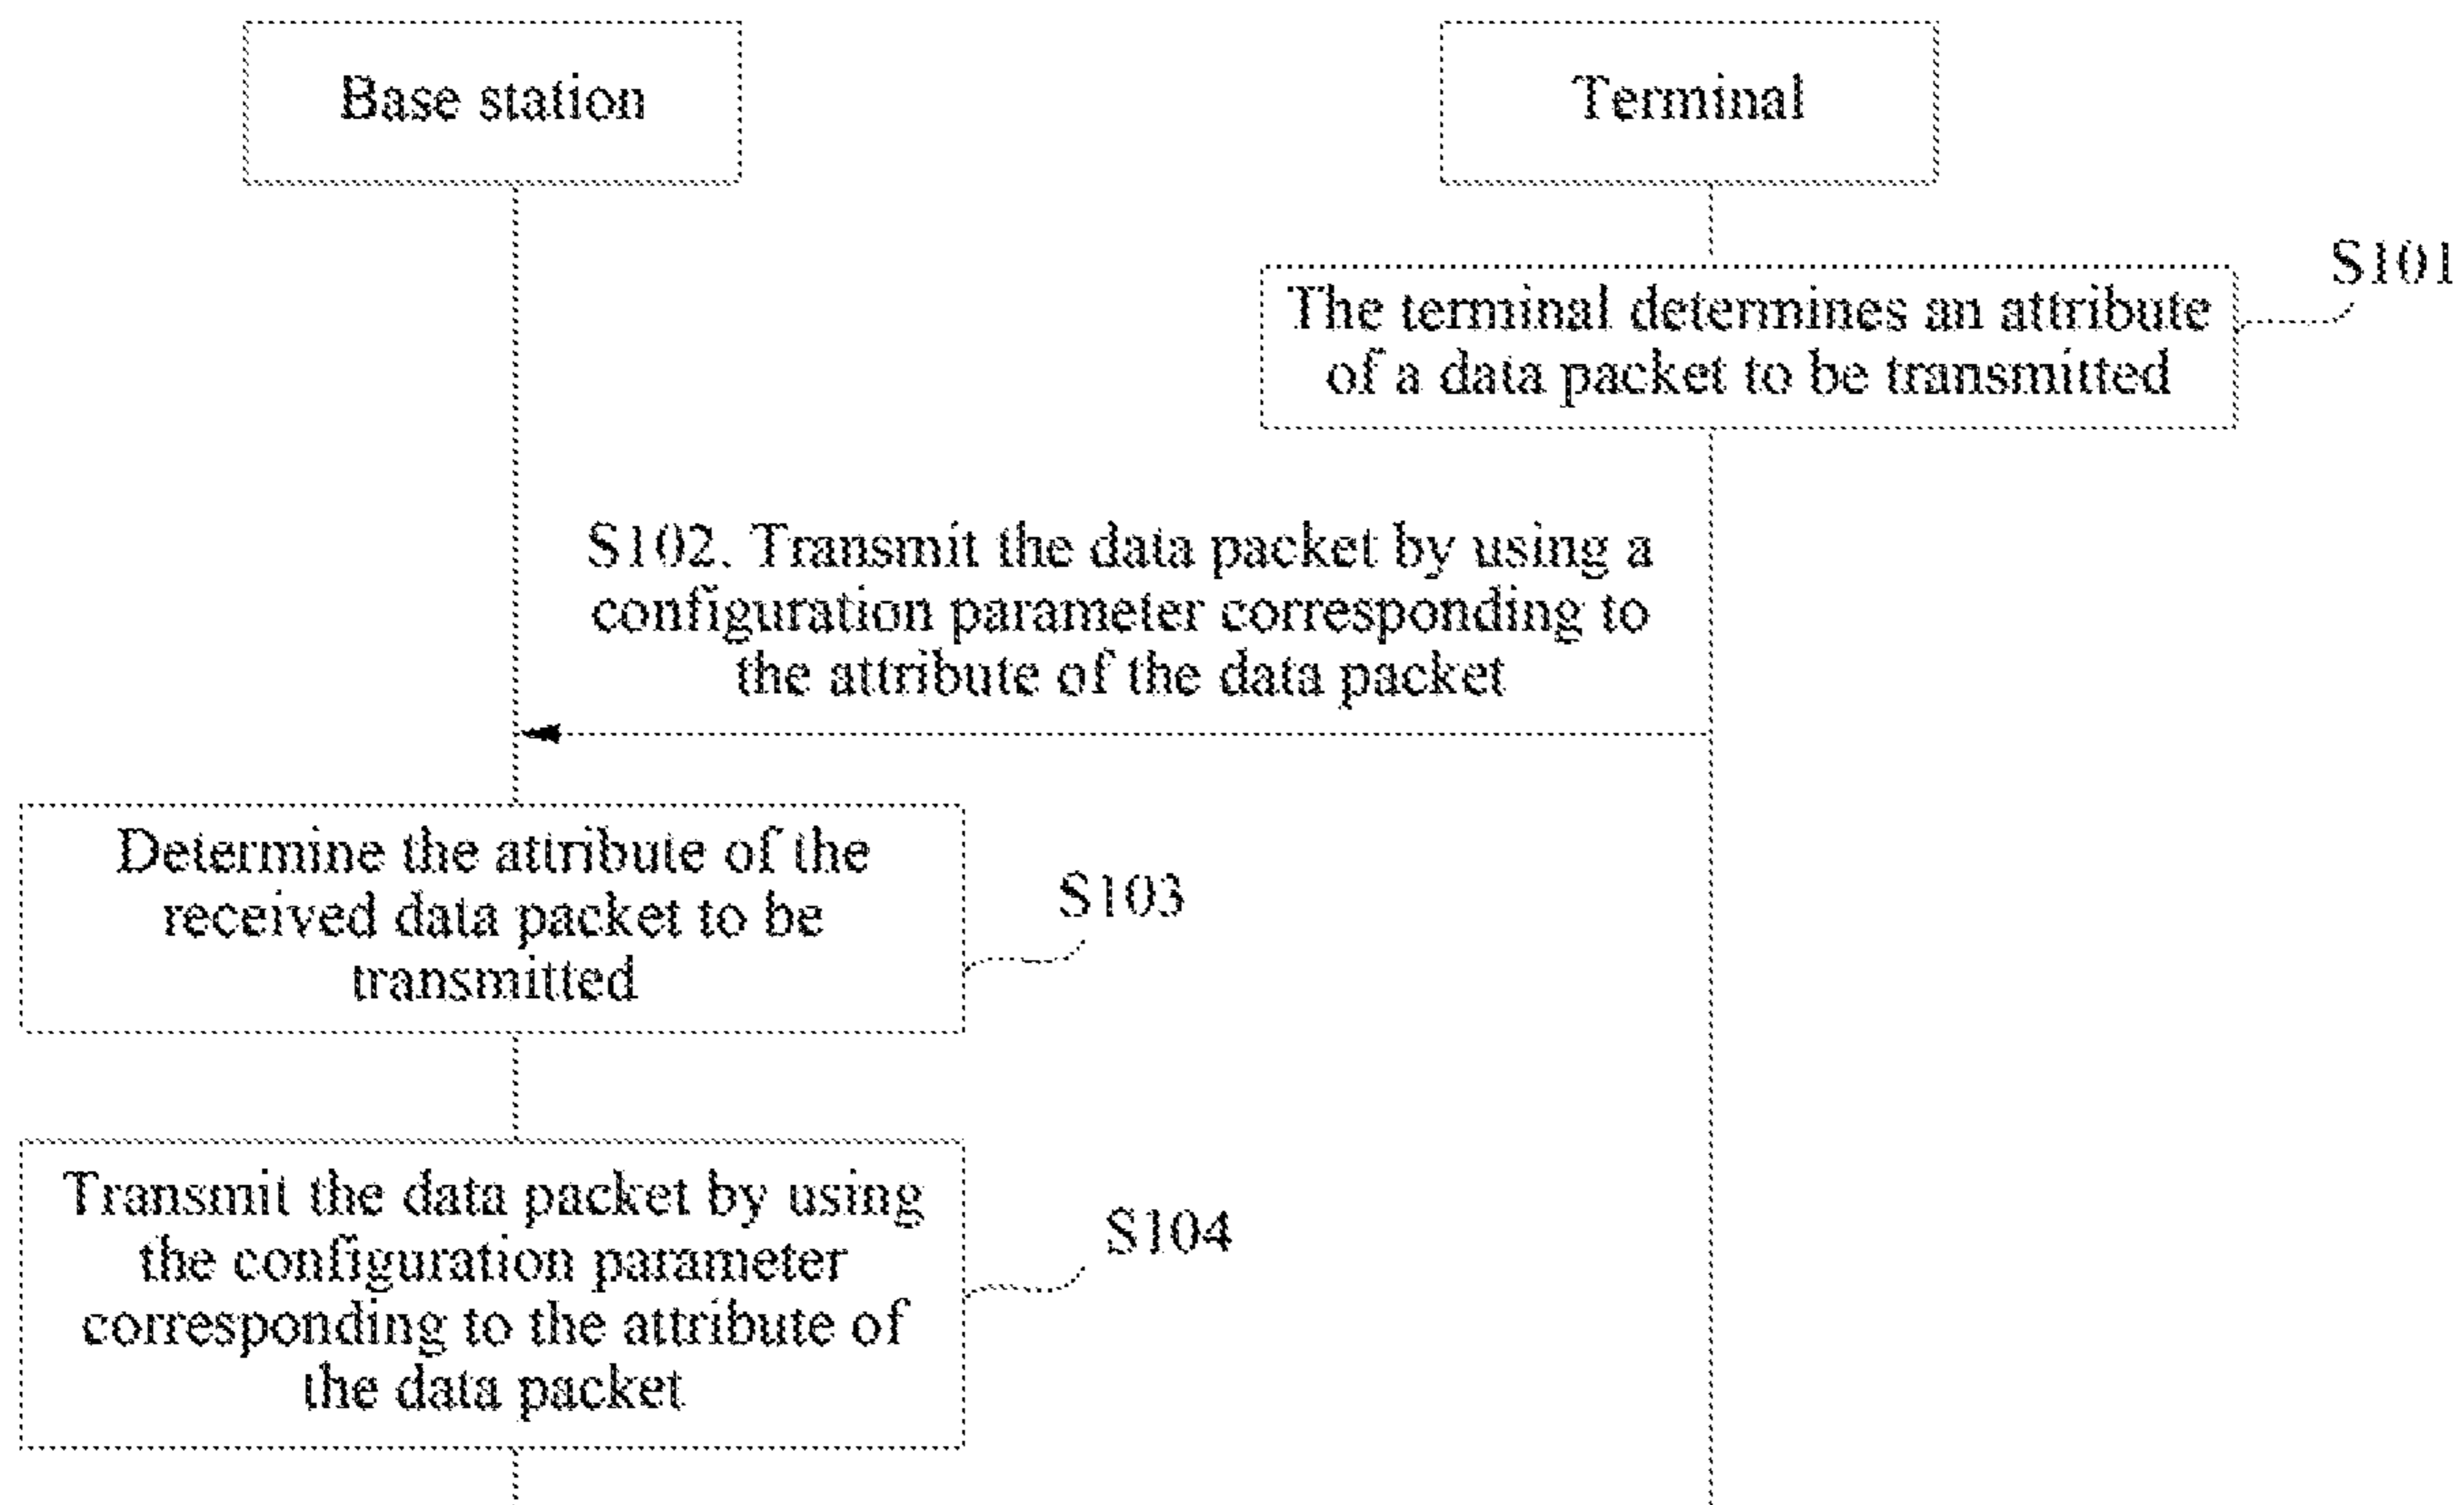 Base station
Terminal
S101
The terminal determines an attribute
of a data packet to be transmitted
S102. Transmit the data packet by using a
configuration parameter corresponding to
the attribute of the data packet
Determine the attribute of the
received data packet to be
transmitted
S103
Transmit the data packet by using
the configuration parameter
corresponding to the attribute of
the data packet
S104